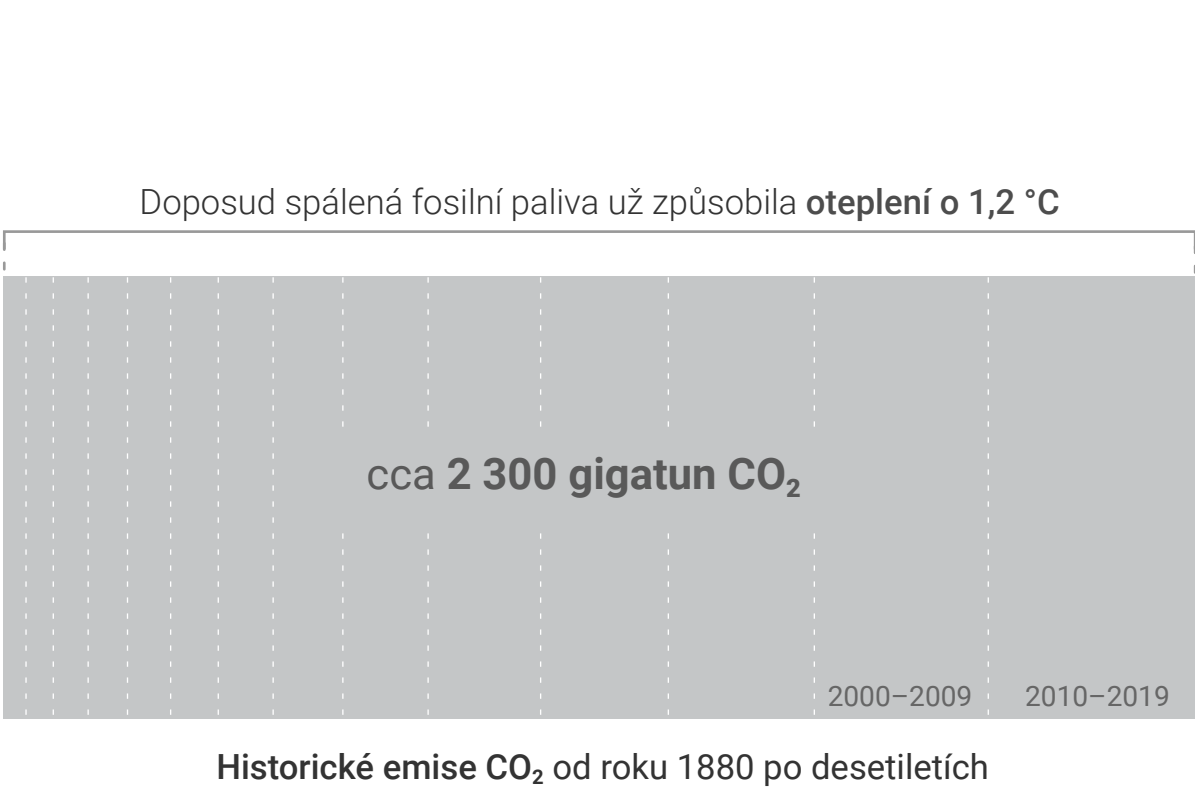 Doposud spálená fosilní paliva už způsobila oteplení o 1,2 °C
cca 2 300 gigatun CO₂
2000–2009
2010–2019
Historické emise CO₂ od roku 1880 po desetiletích